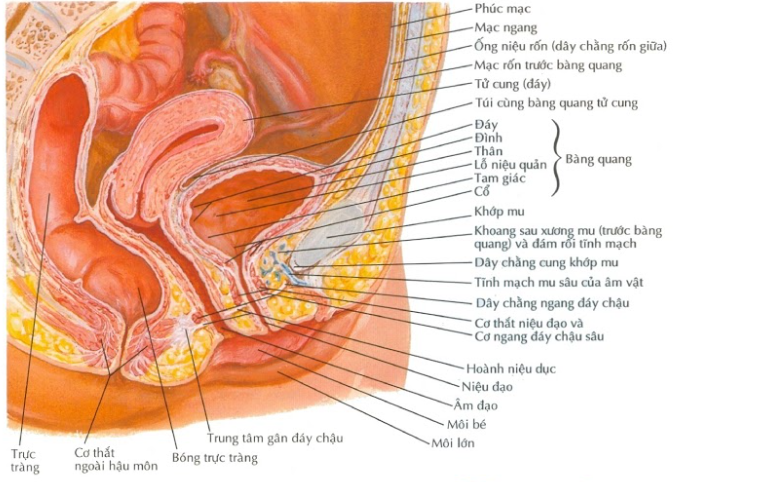 Phúc mạc
Mạc ngang
Ống niệu rốn (dây chằng rốn giữa)
Mạc rốn trước bàng quang
Tử cung (đáy)
Túi cùng bàng quang tử cung
Đáy
Đỉnh
Thân
Lỗ niệu quản
Tam giác
Cổ
Bàng quang
Khớp mu
Khoang sau xương mu (trước bàng
quang) và đám rối tĩnh mạch
Dây chằng cung khớp mu
Tĩnh mạch mu sâu của âm vật
Dây chằng ngang đáy chậu
Cơ thắt niệu đạo và
Cơ ngang đáy chậu sâu
Hoành niệu dục
Niệu đạo
Âm đạo
Môi bé
Môi lớn
Trung tâm gân đáy chậu
Bóng trực tràng
Cơ thắt
ngoài hậu môn
Trực
tràng